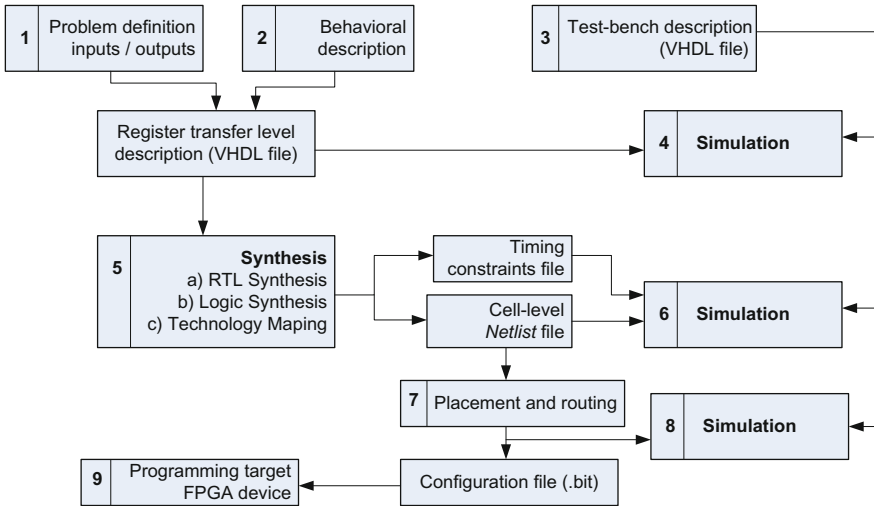 1
Problem definition
inputs / outputs
2
Behavioral
description
3
Test-bench description
(VHDL file)
Register transfer level
description (VHDL file)
4
Simulation
5
Synthesis
a) RTL Synthesis
b) Logic Synthesis
c) Technology Maping
Timing
constraints file
Cell-level
Netlist file
6
Simulation
7
Placement and routing
8
Simulation
9
Programming target
FPGA device
Configuration file (.bit)